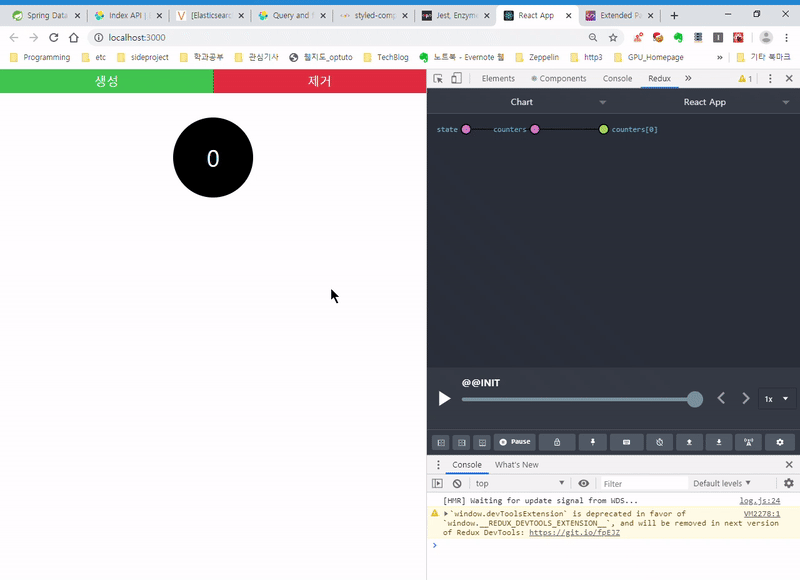 Spring Data
Index API |
[Elasticsear
Query and
styled-comp
Jest, Enzyme
React App
Extended Pa
localhost:3000
Programming
etc
sideproject
학과공부
관심기사
웰지도_optuto
TechBlog
노트북 - Evernote 웹
Zeppelin
http3
GPU_Homepage
»
기타 북마크
생성
제거
0
Elements
Components
Console
Redux
»
1
Chart
React App
state
counters
counters[0]
@@INIT
1x
Pause
Console
What's New
top
Filter
Default levels
[HMR] Waiting for update signal from WDS...
log.js:24
`window.devToolsExtension` is deprecated in favor of
VM2278:1
`window.__REDUX_DEVTOOLS_EXTENSION__`, and will be removed in next version
of Redux DevTools: https://git.io/fpEJZ